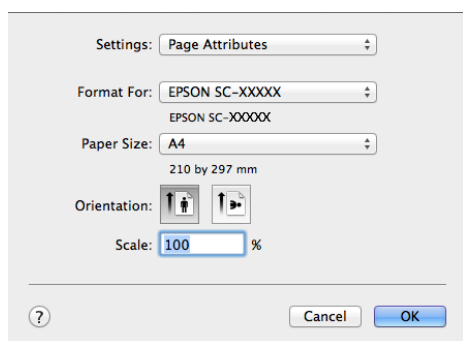 Settings: Page Attributes
Format For: EPSON SC-XXXXX
EPSON SC-XXXXX
Paper Size: A4
210 by 297 mm
Orientation:
Scale: 100 %
? Cancel OK